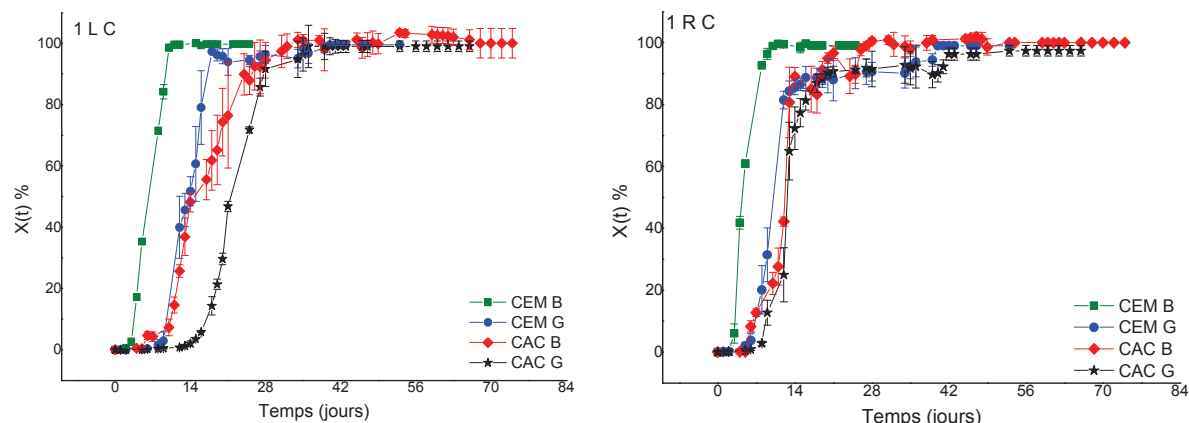 1 L C
100
80
60
40
20
0
X(t) %
CEM B
CEM G
CAC B
CAC G
0 14 28 42 56 70 84
Temps (jours)
1 R C
100
80
60
40
20
0
X(t) %
CEM B
CEM G
CAC B
CAC G
0 14 28 42 56 70 84
Temps (jours)